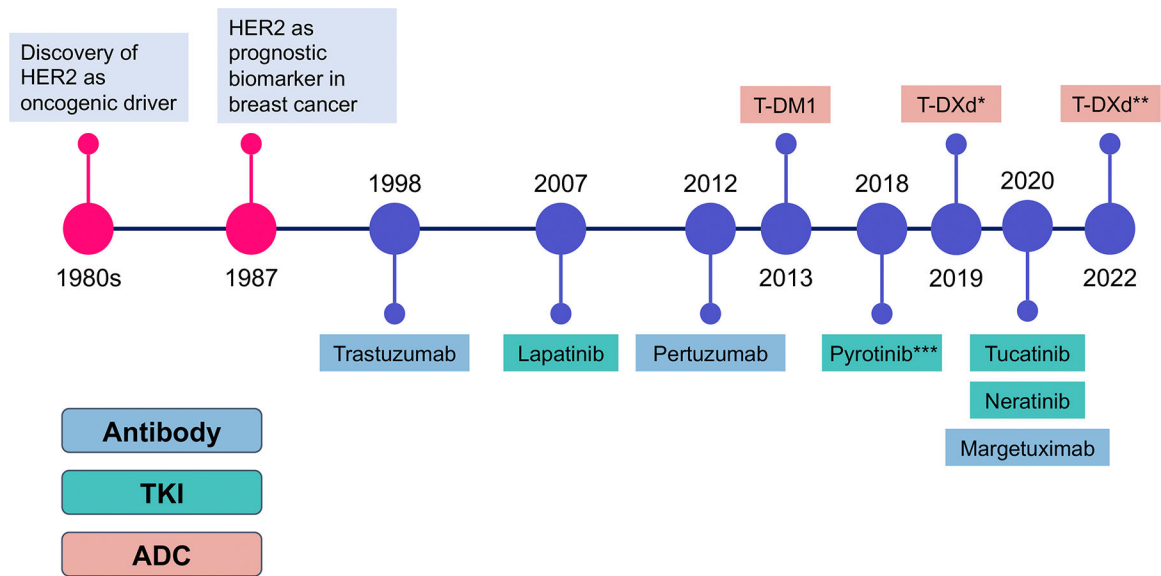 Discovery of
HER2 as
oncogenic driver
HER2 as
prognostic
biomarker in
breast cancer
T-DM1
T-DXd*
T-DXd**
1998
2007
2012
2018
2020
1980s
1987
2013
2019
2022
Trastuzumab
Lapatinib
Pertuzumab
Pyrotinib***
Tucatinib
Neratinib
Margetuximab
Antibody
TKI
ADC